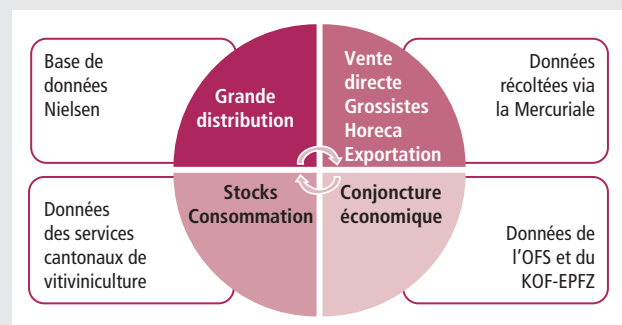 Base de
données
Nielsen
Grande
distribution
Vente
directe
Grossistes
Horeca
Exportation
Données
récoltées via
la Mercuriale
Données
des services
cantonaux de
vitiviniculture
Stocks
Consommation
Conjoncture
économique
Données de
l'OFS et du
KOF-EPFZ